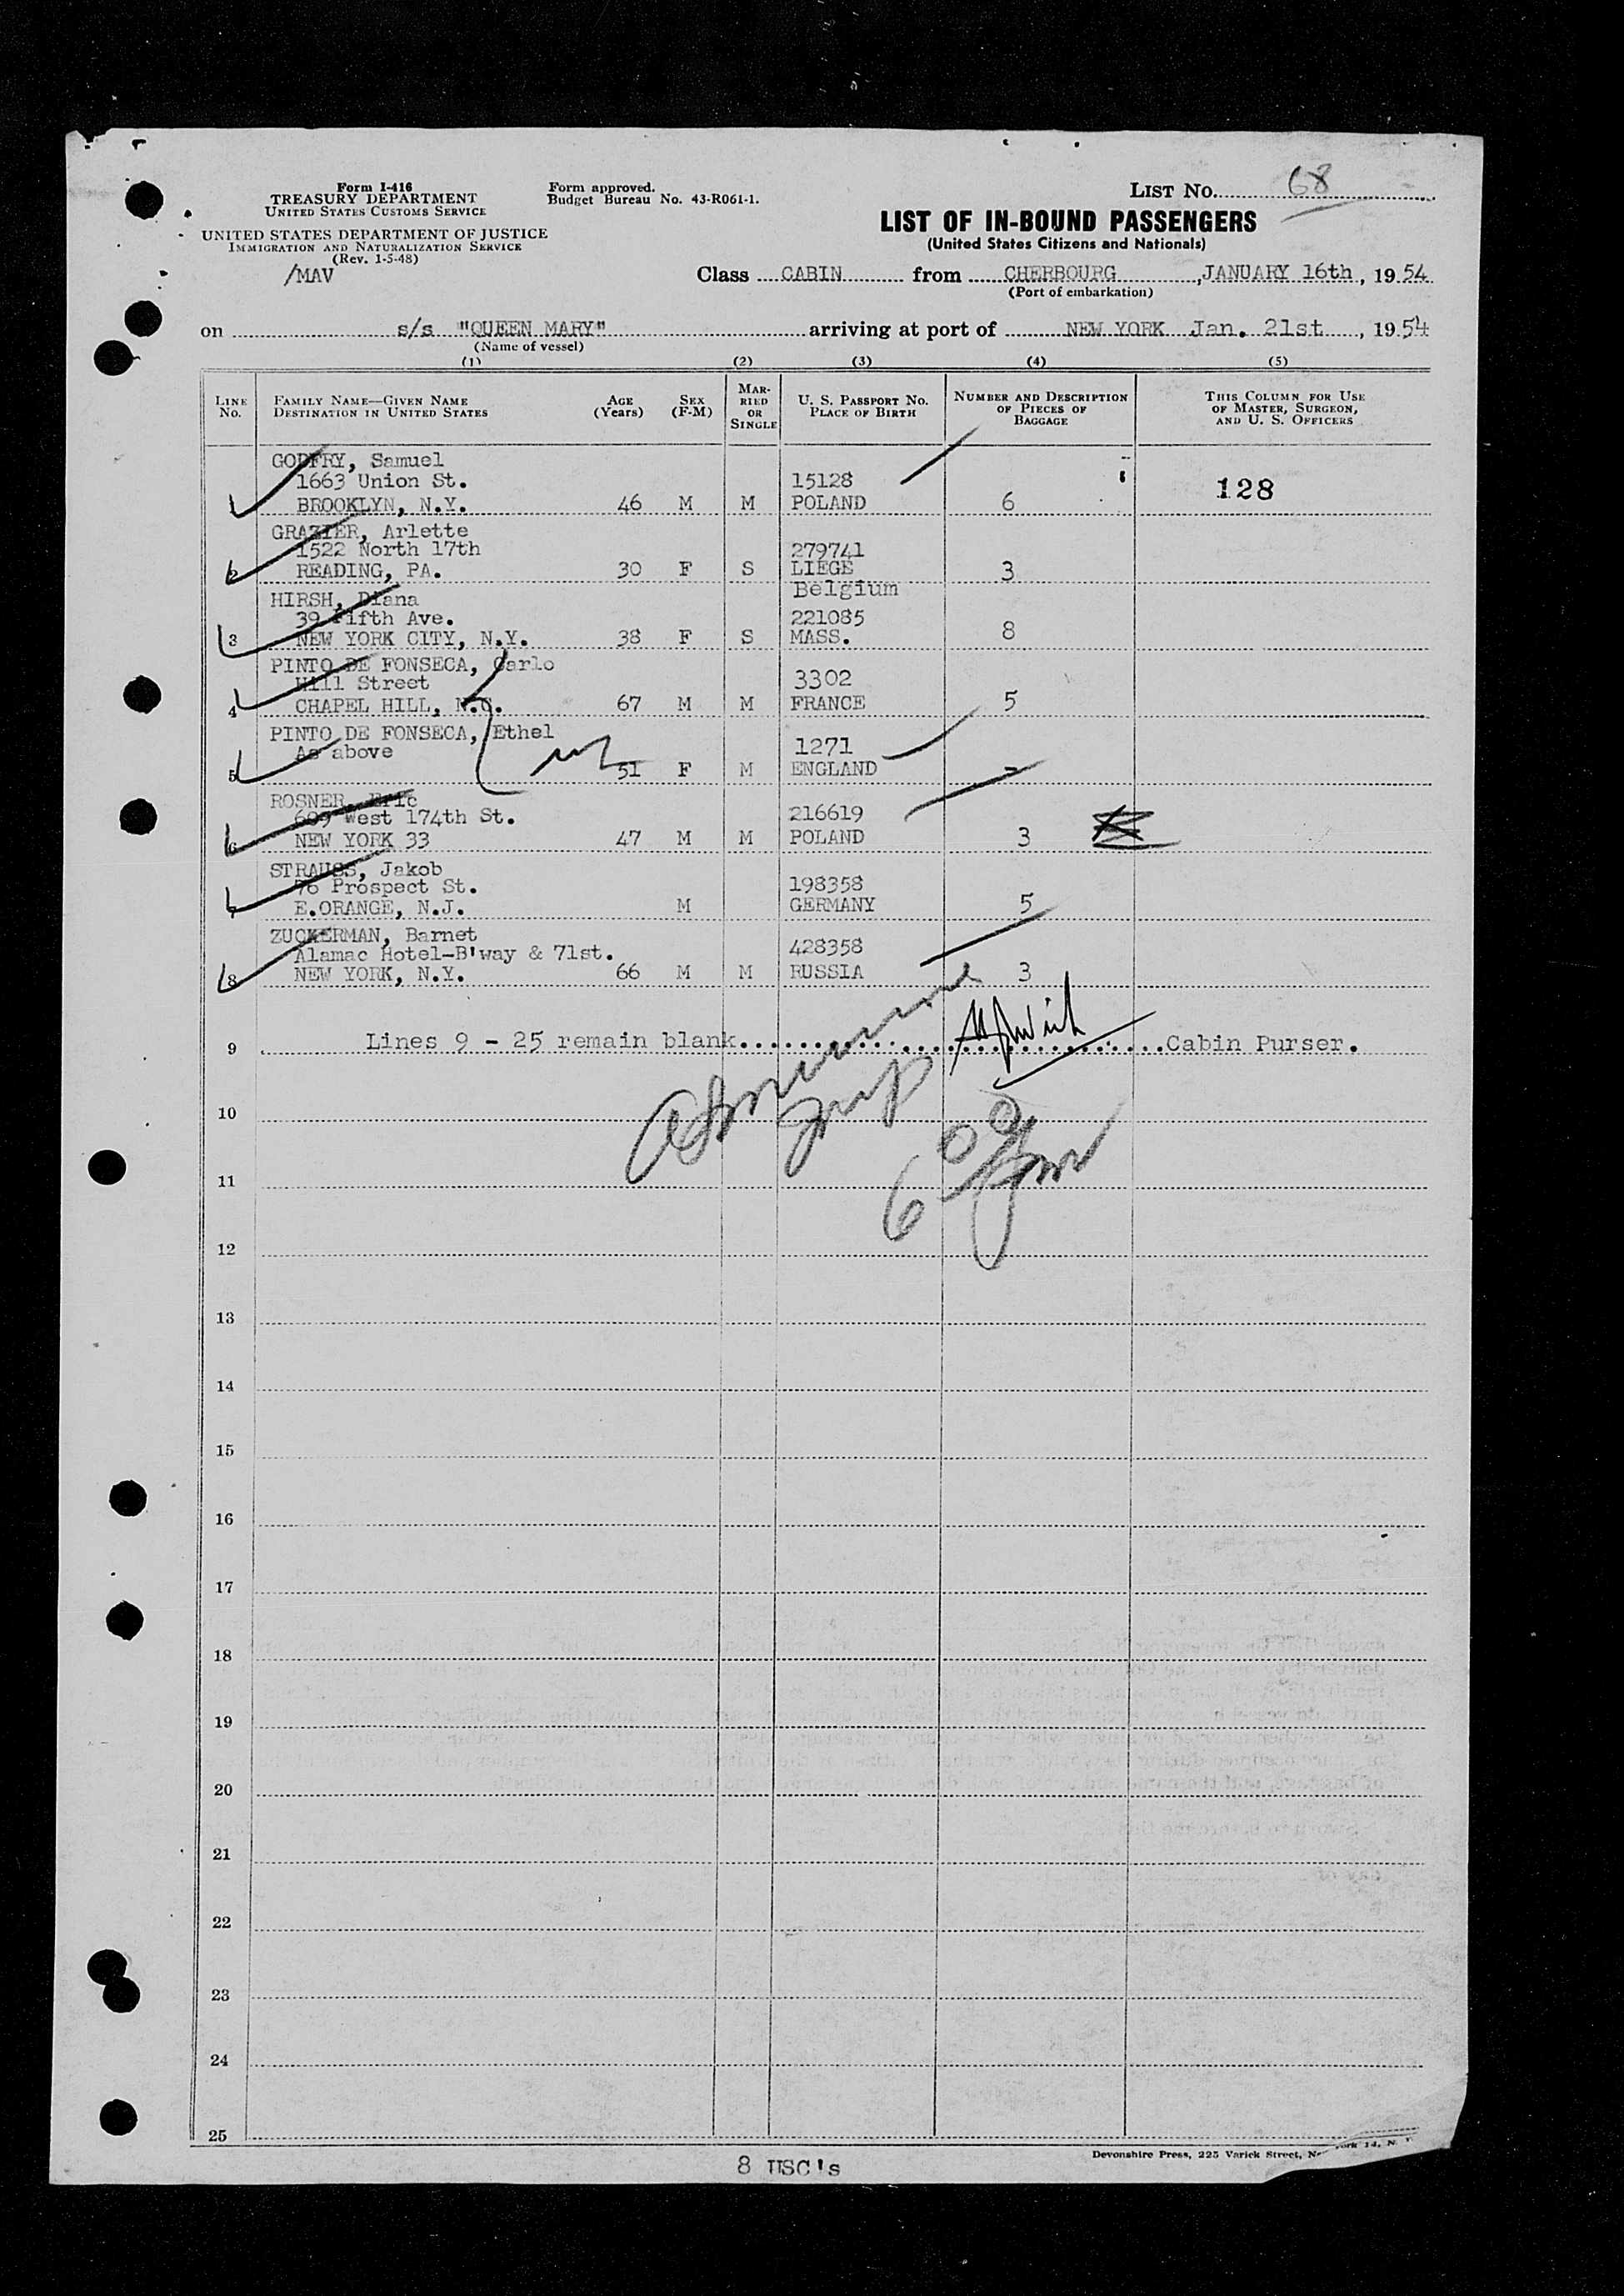 Form I-416
TREASURY DEPARTMENT
UNITED STATES CUSTOMS SERVICE
UNITED STATES DEPARTMENT OF JUSTICE
IMMIGRATION AND NATURALIZATION SERVICE
(Rev. 1-5-48)
/MAV
Form approved.
Budget Bureau No. 43-R061-1.
LIST No. 68
LIST OF IN-BOUND PASSENGERS
(United States Citizens and Nationals)
Class CABIN from CHERBOURG, JANUARY 16th, 1954
(Port of embarkation)
on s/s "QUEEN MARY" arriving at port of NEW YORK Jan. 21st, 1954
(Name of vessel)
(1) (2) (3) (4) (5)
LINE No. FAMILY NAME—GIVEN NAME DESTINATION IN UNITED STATES AGE (Years) SEX (F-M) MARRIED OR SINGLE U. S. PASSPORT No. PLACE OF BIRTH NUMBER AND DESCRIPTION OF PIECES OF BAGGAGE THIS COLUMN FOR USE OF MASTER, SURGEON, AND U. S. OFFICERS
GODFRY, Samuel
1663 Union St. 15128 128
1 BROOKLYN, N.Y. 46 M M POLAND 6
GRAZIER, Arlette
1522 North 17th 279741
2 READING, PA. 30 F S LIEGE 3
Belgium
HIRSH, Diana
39 Fifth Ave. 221085
3 NEW YORK CITY, N.Y. 38 F S MASS. 8
PINTO DE FONSECA, Carlo
Hill Street 3302
4 CHAPEL HILL, N.C. 67 M M FRANCE 5
PINTO DE FONSECA, Ethel
As above 1271
5 51 F M ENGLAND -
ROSNER, Eric
609 West 174th St. 216619
6 NEW YORK 33 47 M M POLAND 3
STRAUSS, Jakob
76 Prospect St. 198358
7 E.ORANGE, N.J. M GERMANY 5
ZUCKERMAN, Barnet
Alamac Hotel-B'way & 71st. 428358
8 NEW YORK, N.Y. 66 M M RUSSIA 3
9 Lines 9 - 25 remain blank. Cabin Purser.
10
11
12
13
14
15
16
17
18
19
20
21
22
23
24
25
8 USC's
Devonshire Press, 225 Varick Street, N